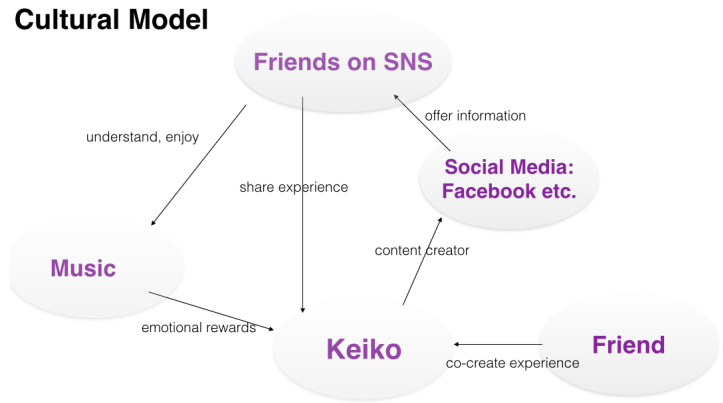 Cultural Model
Friends on SNS
offer information
understand, enjoy
Social Media:
Facebook etc.
share experience
content creator
Music
emotional rewards
Keiko
Friend
co-create experience